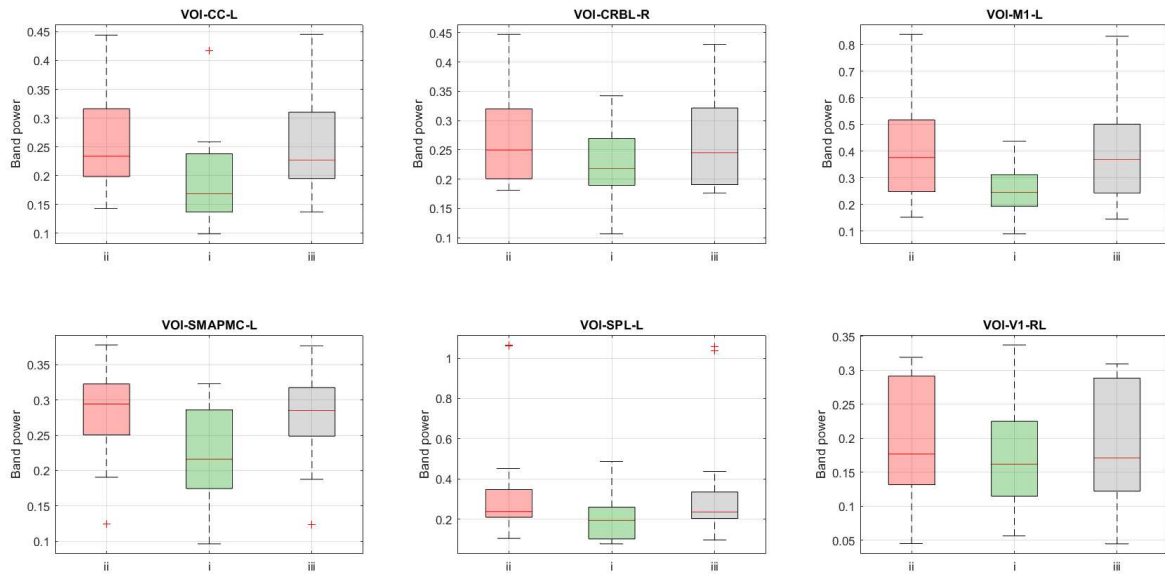 VOI-CC-L
Band power
0.45
0.4
0.35
0.3
0.25
0.2
0.15
0.1
ii
i
iii
VOI-CRBL-R
Band power
0.45
0.4
0.35
0.3
0.25
0.2
0.15
0.1
ii
i
iii
VOI-M1-L
Band power
0.8
0.7
0.6
0.5
0.4
0.3
0.2
0.1
ii
i
iii
VOI-SMAPMC-L
Band power
0.35
0.3
0.25
0.2
0.15
0.1
ii
i
iii
VOI-SPL-L
Band power
1
0.8
0.6
0.4
0.2
ii
i
iii
VOI-V1-RL
Band power
0.35
0.3
0.25
0.2
0.15
0.1
0.05
ii
i
iii